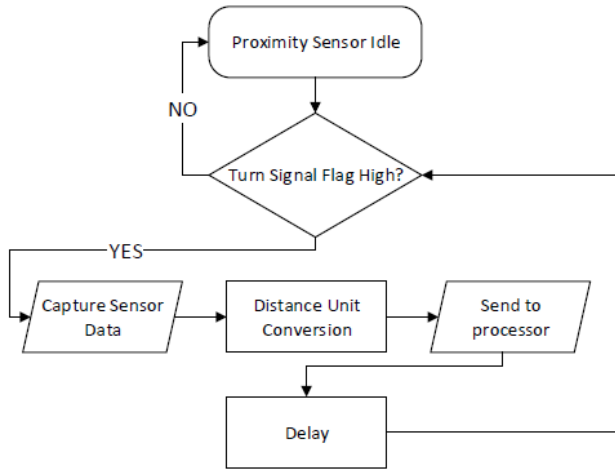 Proximity Sensor Idle
NO
Turn Signal Flag High?
YES
Capture Sensor
Data
Distance Unit
Conversion
Send to
processor
Delay